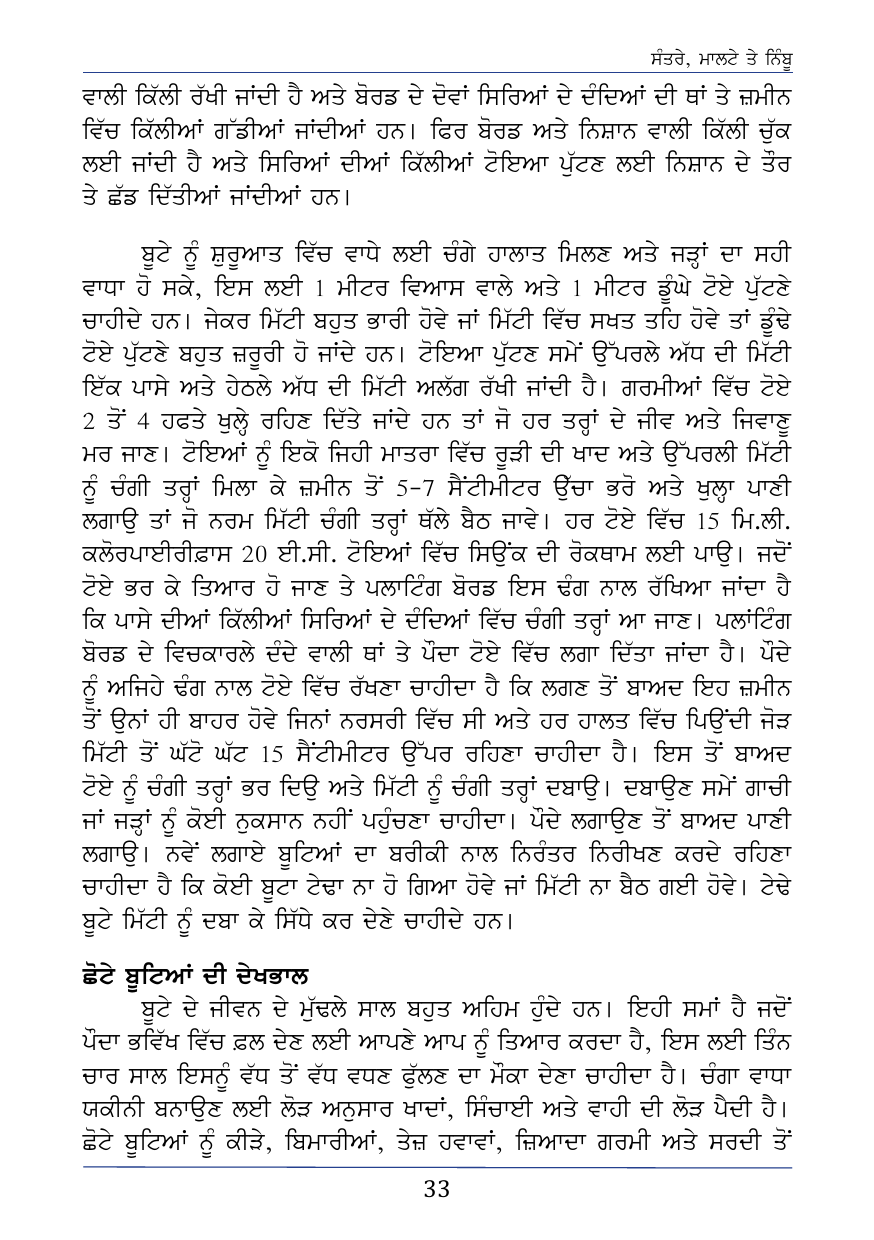 ਸੰਤਰੇ, ਮਾਲਟੇ ਤੇ ਨਿੰਬੂ
ਵਾਲੀ ਕਿੱਲੀ ਰੱਖੀ ਜਾਂਦੀ ਹੈ ਅਤੇ ਬੋਰਡ ਦੇ ਦੋਵਾਂ ਸਿਰਿਆਂ ਦੇ ਦੰਦਿਆਂ ਦੀ ਥਾਂ ਤੇ ਜ਼ਮੀਨ
ਵਿੱਚ ਕਿੱਲੀਆਂ ਗੱਡੀਆਂ ਜਾਂਦੀਆਂ ਹਨ। ਫਿਰ ਬੋਰਡ ਅਤੇ ਨਿਸ਼ਾਨ ਵਾਲੀ ਕਿੱਲੀ ਚੁੱਕ
ਲਈ ਜਾਂਦੀ ਹੈ ਅਤੇ ਸਿਰਿਆਂ ਦੀਆਂ ਕਿੱਲੀਆਂ ਟੋਇਆ ਪੁੱਟਣ ਲਈ ਨਿਸ਼ਾਨ ਦੇ ਤੌਰ
ਤੇ ਛੱਡ ਦਿੱਤੀਆਂ ਜਾਂਦੀਆਂ ਹਨ।
ਬੂਟੇ ਨੂੰ ਸ਼ੁਰੂਆਤ ਵਿੱਚ ਵਾਧੇ ਲਈ ਚੰਗੇ ਹਾਲਾਤ ਮਿਲਣ ਅਤੇ ਜੜ੍ਹਾਂ ਦਾ ਸਹੀ
ਵਾਧਾ ਹੋ ਸਕੇ, ਇਸ ਲਈ 1 ਮੀਟਰ ਵਿਆਸ ਵਾਲੇ ਅਤੇ 1 ਮੀਟਰ ਡੂੰਘੇ ਟੋਏ ਪੁੱਟਣੇ
ਚਾਹੀਦੇ ਹਨ। ਜੇਕਰ ਮਿੱਟੀ ਬਹੁਤ ਭਾਰੀ ਹੋਵੇ ਜਾਂ ਮਿੱਟੀ ਵਿੱਚ ਸਖਤ ਤਹਿ ਹੋਵੇ ਤਾਂ ਡੂੰਢੇ
ਟੋਏ ਪੁੱਟਣੇ ਬਹੁਤ ਜ਼ਰੂਰੀ ਹੋ ਜਾਂਦੇ ਹਨ। ਟੋਇਆ ਪੁੱਟਣ ਸਮੇਂ ਉੱਪਰਲੇ ਅੱਧ ਦੀ ਮਿੱਟੀ
ਇੱਕ ਪਾਸੇ ਅਤੇ ਹੇਠਲੇ ਅੱਧ ਦੀ ਮਿੱਟੀ ਅਲੱਗ ਰੱਖੀ ਜਾਂਦੀ ਹੈ। ਗਰਮੀਆਂ ਵਿੱਚ ਟੋਏ
2 ਤੋਂ 4 ਹਫਤੇ ਖੁਲ੍ਹੇ ਰਹਿਣ ਦਿੱਤੇ ਜਾਂਦੇ ਹਨ ਤਾਂ ਜੋ ਹਰ ਤਰ੍ਹਾਂ ਦੇ ਜੀਵ ਅਤੇ ਜਿਵਾਣੂ
ਮਰ ਜਾਣ। ਟੋਇਆਂ ਨੂੰ ਇਕੋ ਜਿਹੀ ਮਾਤਰਾ ਵਿੱਚ ਰੂੜੀ ਦੀ ਖਾਦ ਅਤੇ ਉੱਪਰਲੀ ਮਿੱਟੀ
ਨੂੰ ਚੰਗੀ ਤਰ੍ਹਾਂ ਮਿਲਾ ਕੇ ਜ਼ਮੀਨ ਤੋਂ 5-7 ਸੈਂਟੀਮੀਟਰ ਉੱਚਾ ਭਰੋ ਅਤੇ ਖੁਲ੍ਹਾ ਪਾਣੀ
ਲਗਾਉ ਤਾਂ ਜੋ ਨਰਮ ਮਿੱਟੀ ਚੰਗੀ ਤਰ੍ਹਾਂ ਥੱਲੇ ਬੈਠ ਜਾਵੇ। ਹਰ ਟੋਏ ਵਿੱਚ 15 ਮਿ.ਲੀ.
ਕਲੋਰਪਾਈਰੀਫ਼ਾਸ 20 ਈ.ਸੀ. ਟੋਇਆਂ ਵਿੱਚ ਸਿਉਂਕ ਦੀ ਰੋਕਥਾਮ ਲਈ ਪਾਉ। ਜਦੋਂ
ਟੋਏ ਭਰ ਕੇ ਤਿਆਰ ਹੋ ਜਾਣ ਤੇ ਪਲਾਟਿੰਗ ਬੋਰਡ ਇਸ ਢੰਗ ਨਾਲ ਰੱਖਿਆ ਜਾਂਦਾ ਹੈ
ਕਿ ਪਾਸੇ ਦੀਆਂ ਕਿੱਲੀਆਂ ਸਿਰਿਆਂ ਦੇ ਦੰਦਿਆਂ ਵਿੱਚ ਚੰਗੀ ਤਰ੍ਹਾਂ ਆ ਜਾਣ। ਪਲਾਂਟਿੰਗ
ਬੋਰਡ ਦੇ ਵਿਚਕਾਰਲੇ ਦੰਦੇ ਵਾਲੀ ਥਾਂ ਤੇ ਪੌਦਾ ਟੋਏ ਵਿੱਚ ਲਗਾ ਦਿੱਤਾ ਜਾਂਦਾ ਹੈ। ਪੌਦੇ
ਨੂੰ ਅਜਿਹੇ ਢੰਗ ਨਾਲ ਟੋਏ ਵਿੱਚ ਰੱਖਣਾ ਚਾਹੀਦਾ ਹੈ ਕਿ ਲਗਣ ਤੋਂ ਬਾਅਦ ਇਹ ਜ਼ਮੀਨ
ਤੋਂ ਉਨਾਂ ਹੀ ਬਾਹਰ ਹੋਵੇ ਜਿਨਾਂ ਨਰਸਰੀ ਵਿੱਚ ਸੀ ਅਤੇ ਹਰ ਹਾਲਤ ਵਿੱਚ ਪਿਉਂਦੀ ਜੋੜ
ਮਿੱਟੀ ਤੋਂ ਘੱਟੋ ਘੱਟ 15 ਸੈਂਟੀਮੀਟਰ ਉੱਪਰ ਰਹਿਣਾ ਚਾਹੀਦਾ ਹੈ। ਇਸ ਤੋਂ ਬਾਅਦ
ਟੋਏ ਨੂੰ ਚੰਗੀ ਤਰ੍ਹਾਂ ਭਰ ਦਿਉ ਅਤੇ ਮਿੱਟੀ ਨੂੰ ਚੰਗੀ ਤਰ੍ਹਾਂ ਦਬਾਉ। ਦਬਾਉਣ ਸਮੇਂ ਗਾਚੀ
ਜਾਂ ਜੜ੍ਹਾਂ ਨੂੰ ਕੋਈ ਨੁਕਸਾਨ ਨਹੀਂ ਪਹੁੰਚਣਾ ਚਾਹੀਦਾ। ਪੌਦੇ ਲਗਾਉਣ ਤੋਂ ਬਾਅਦ ਪਾਣੀ
ਲਗਾਉ। ਨਵੇਂ ਲਗਾਏ ਬੂਟਿਆਂ ਦਾ ਬਰੀਕੀ ਨਾਲ ਨਿਰੰਤਰ ਨਿਰੀਖਣ ਕਰਦੇ ਰਹਿਣਾ
ਚਾਹੀਦਾ ਹੈ ਕਿ ਕੋਈ ਬੂਟਾ ਟੇਢਾ ਨਾ ਹੋ ਗਿਆ ਹੋਵੇ ਜਾਂ ਮਿੱਟੀ ਨਾ ਬੈਠ ਗਈ ਹੋਵੇ। ਟੇਢੇ
ਬੂਟੇ ਮਿੱਟੀ ਨੂੰ ਦਬਾ ਕੇ ਸਿੱਧੇ ਕਰ ਦੇਣੇ ਚਾਹੀਦੇ ਹਨ।
ਛੋਟੇ ਬੂਟਿਆਂ ਦੀ ਦੇਖਭਾਲ
ਬੂਟੇ ਦੇ ਜੀਵਨ ਦੇ ਮੁੱਢਲੇ ਸਾਲ ਬਹੁਤ ਅਹਿਮ ਹੁੰਦੇ ਹਨ। ਇਹੀ ਸਮਾਂ ਹੈ ਜਦੋਂ
ਪੌਦਾ ਭਵਿੱਖ ਵਿੱਚ ਫ਼ਲ ਦੇਣ ਲਈ ਆਪਣੇ ਆਪ ਨੂੰ ਤਿਆਰ ਕਰਦਾ ਹੈ, ਇਸ ਲਈ ਤਿੰਨ
ਚਾਰ ਸਾਲ ਇਸਨੂੰ ਵੱਧ ਤੋਂ ਵੱਧ ਵਧਣ ਫੁੱਲਣ ਦਾ ਮੌਕਾ ਦੇਣਾ ਚਾਹੀਦਾ ਹੈ। ਚੰਗਾ ਵਾਧਾ
ਯਕੀਨੀ ਬਨਾਉਣ ਲਈ ਲੋੜ ਅਨੁਸਾਰ ਖਾਦਾਂ, ਸਿੰਚਾਈ ਅਤੇ ਵਾਹੀ ਦੀ ਲੋੜ ਪੈਦੀ ਹੈ।
ਛੋਟੇ ਬੂਟਿਆਂ ਨੂੰ ਕੀੜੇ, ਬਿਮਾਰੀਆਂ, ਤੇਜ਼ ਹਵਾਵਾਂ, ਜ਼ਿਆਦਾ ਗਰਮੀ ਅਤੇ ਸਰਦੀ ਤੋਂ
33